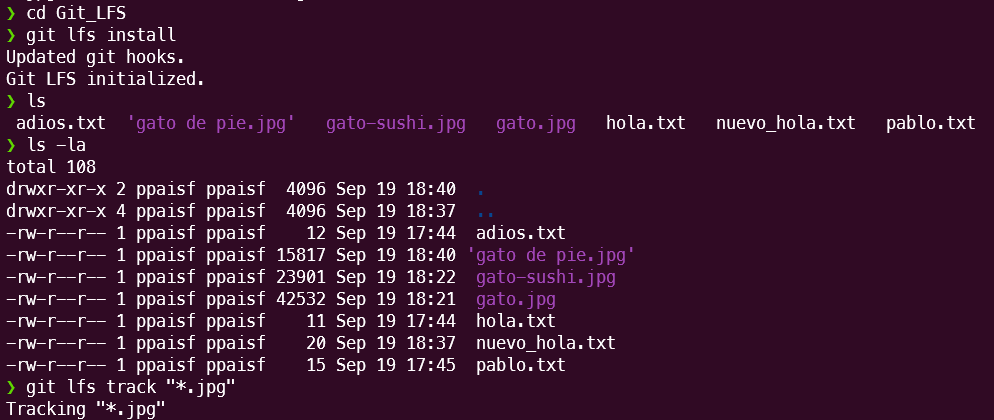 ❯ cd Git_LFS
❯ git lfs install
Updated git hooks.
Git LFS initialized.
❯ ls
adios.txt 'gato de pie.jpg' gato-sushi.jpg gato.jpg hola.txt nuevo_hola.txt pablo.txt
❯ ls -la
total 108
drwxr-xr-x 2 ppaisf ppaisf 4096 Sep 19 18:40 .
drwxr-xr-x 4 ppaisf ppaisf 4096 Sep 19 18:37 ..
-rw-r--r-- 1 ppaisf ppaisf 12 Sep 19 17:44 adios.txt
-rw-r--r-- 1 ppaisf ppaisf 15817 Sep 19 18:40 'gato de pie.jpg'
-rw-r--r-- 1 ppaisf ppaisf 23901 Sep 19 18:22 gato-sushi.jpg
-rw-r--r-- 1 ppaisf ppaisf 42532 Sep 19 18:21 gato.jpg
-rw-r--r-- 1 ppaisf ppaisf 11 Sep 19 17:44 hola.txt
-rw-r--r-- 1 ppaisf ppaisf 20 Sep 19 18:37 nuevo_hola.txt
-rw-r--r-- 1 ppaisf ppaisf 15 Sep 19 17:45 pablo.txt
❯ git lfs track "*.jpg"
Tracking "*.jpg"